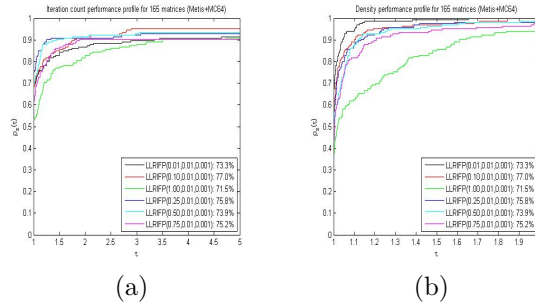 Iteration count performance profile for 165 matrices (Metis+MC64)
1
0.9
0.8
0.7
0.6
0.5
0.4
0.3
0.2
0.1
0
ρs(τ)
LLRIFP(0.01,0.01,0.001): 73.3%
LLRIFP(0.10,0.01,0.001): 77.0%
LLRIFP(1.00,0.01,0.001): 71.5%
LLRIFP(0.25,0.01,0.001): 75.8%
LLRIFP(0.50,0.01,0.001): 73.9%
LLRIFP(0.75,0.01,0.001): 75.2%
1 1.5 2 2.5 3 3.5 4 4.5 5
τ
(a)
Density performance profile for 165 matrices (Metis+MC64)
1
0.9
0.8
0.7
0.6
0.5
0.4
0.3
0.2
0.1
0
ρs(τ)
LLRIFP(0.01,0.01,0.001): 73.3%
LLRIFP(0.10,0.01,0.001): 77.0%
LLRIFP(1.00,0.01,0.001): 71.5%
LLRIFP(0.25,0.01,0.001): 75.8%
LLRIFP(0.50,0.01,0.001): 73.9%
LLRIFP(0.75,0.01,0.001): 75.2%
1 1.1 1.2 1.3 1.4 1.5 1.6 1.7 1.8 1.9
τ
(b)